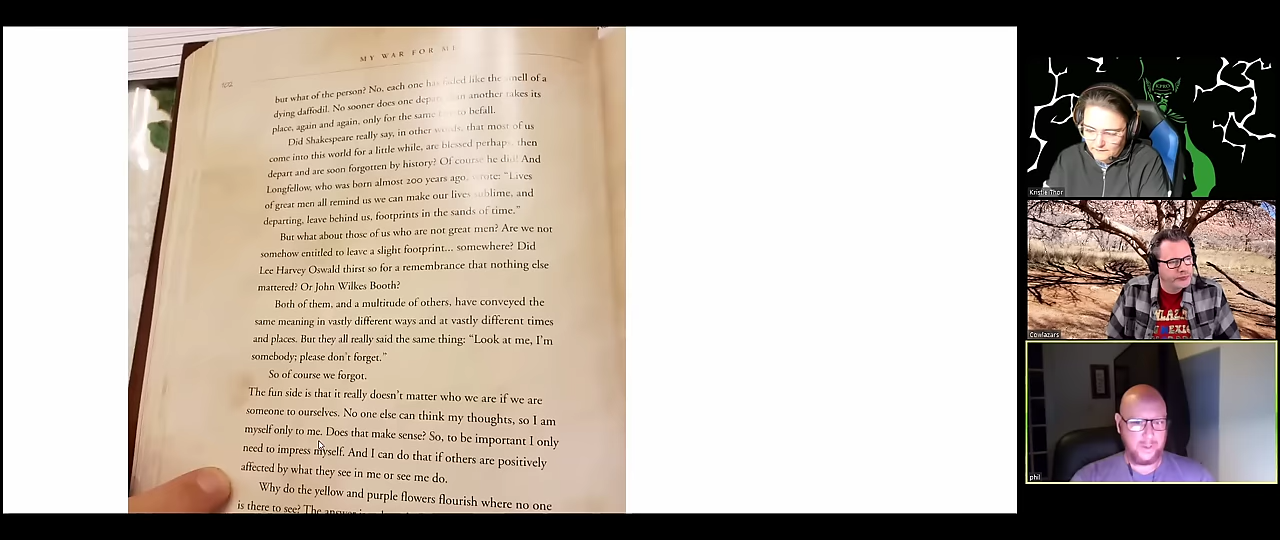 MY WAR FOR ME
102
but what of the person? No, each one has faded like the smell of a
dying daffodil. No sooner does one depart than another takes its
place, again and again, only for the same to befall.
Did Shakespeare really say, in other words, that most of us
come into this world for a little while, are blessed perhaps, then
depart and are soon forgotten by history? Of course he did! And
Longfellow, who was born almost 200 years ago, wrote: “Lives
of great men all remind us we can make our lives sublime, and
departing, leave behind us, footprints in the sands of time.”
But what about those of us who are not great men? Are we not
somehow entitled to leave a slight footprint... somewhere? Did
Lee Harvey Oswald thirst so for a remembrance that nothing else
mattered? Or John Wilkes Booth?
Both of them, and a multitude of others, have conveyed the
same meaning in vastly different ways and at vastly different times
and places. But they all really said the same thing: “Look at me, I’m
somebody; please don’t forget.”
So of course we forgot.
The fun side is that it really doesn’t matter who we are if we are
someone to ourselves. No one else can think my thoughts, so I am
myself only to me. Does that make sense? So, to be important I only
need to impress myself. And I can do that if others are positively
affected by what they see in me or see me do.
Why do the yellow and purple flowers flourish where no one
is there to see? The answer is
Kristie Thor
Cowlazars
phil